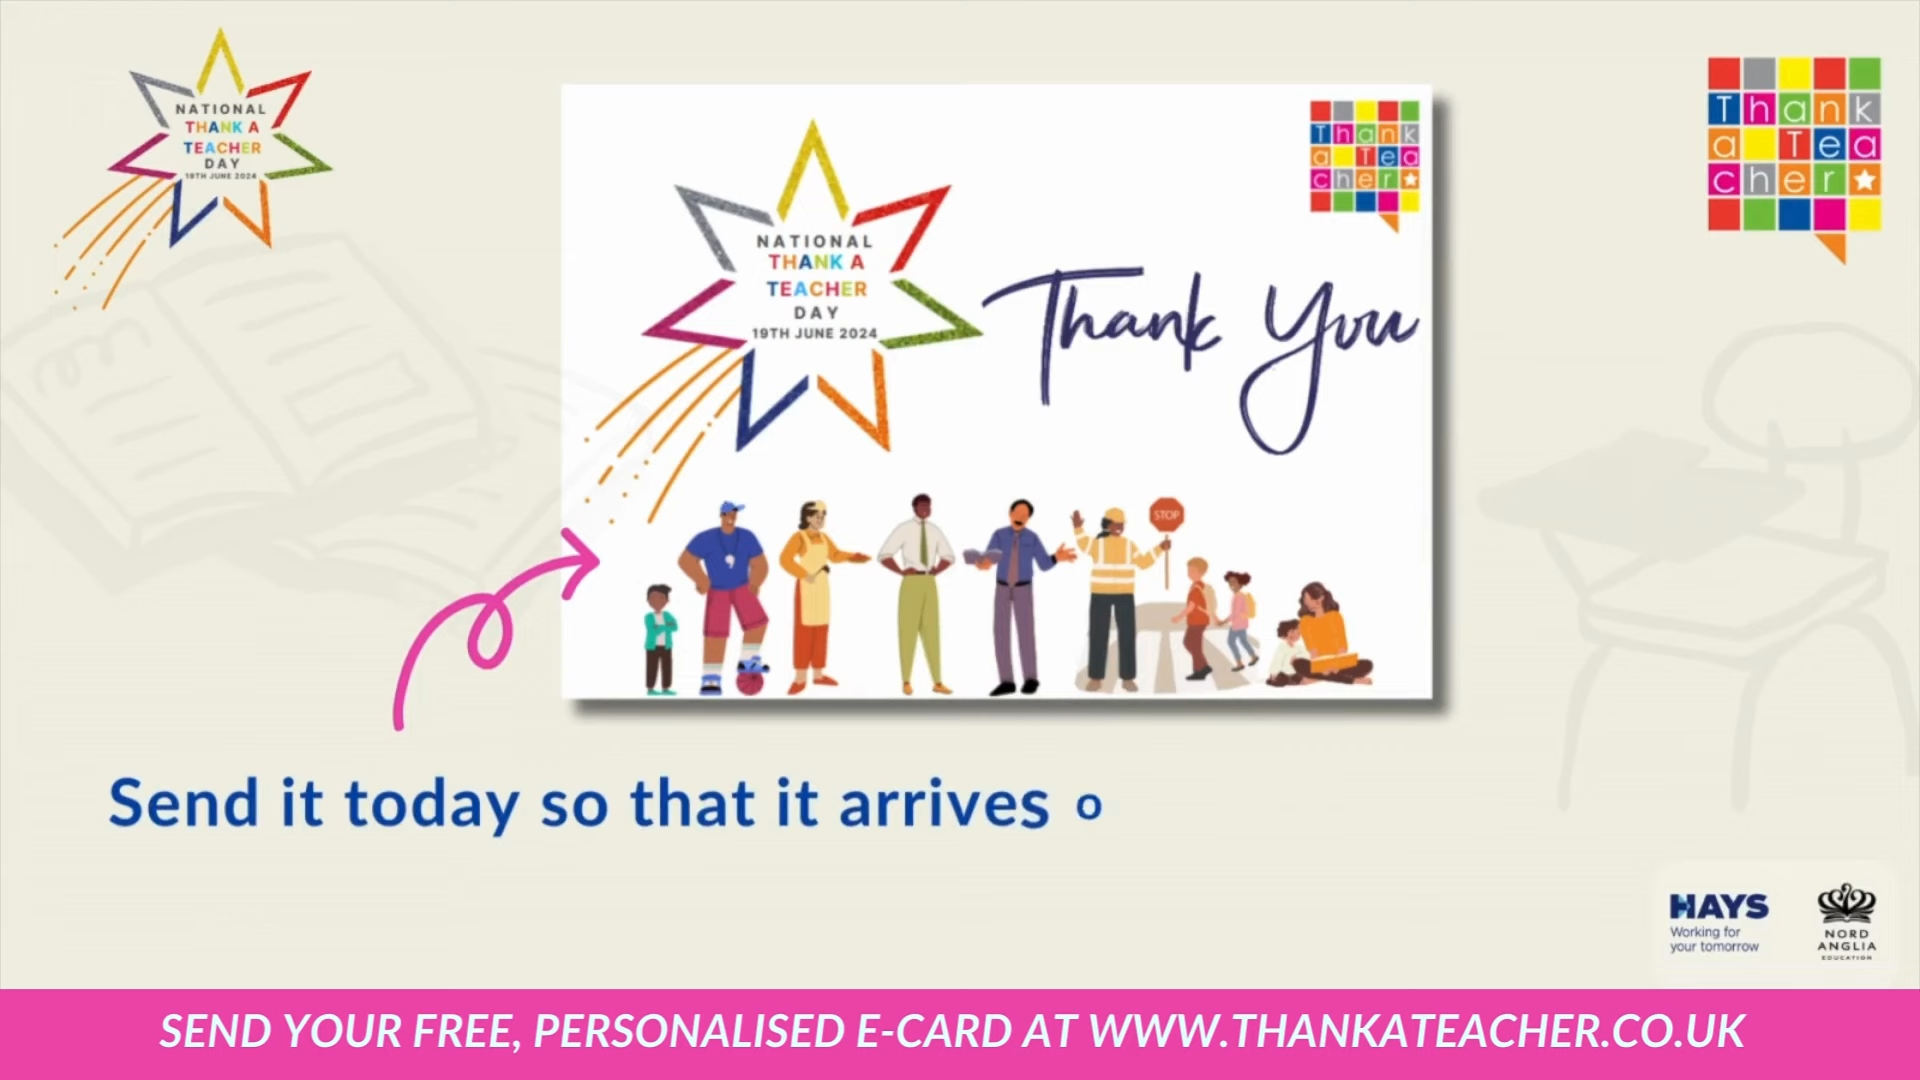 NATIONAL
THANK A
TEACHER
DAY
19TH JUNE 2024
Thank
a Tea
cher
NATIONAL
THANK A
TEACHER
DAY
19TH JUNE 2024
Thank
a Tea
cher
Thank You
STOP
Send it today so that it arrives o
HAYS
Working for
your tomorrow
NORD
ANGLIA
EDUCATION
SEND YOUR FREE, PERSONALISED E-CARD AT WWW.THANKATEACHER.CO.UK